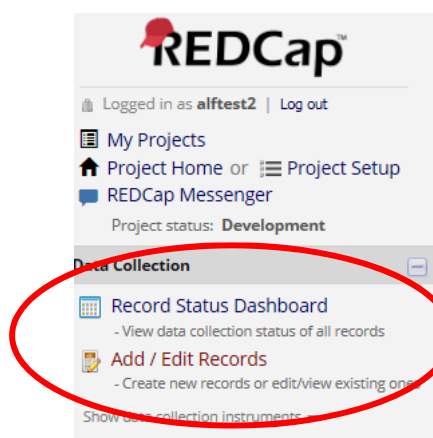 REDCap™
Logged in as alftest2 | Log out
My Projects
Project Home or Project Setup
REDCap Messenger
Project status: Development
Data Collection
Record Status Dashboard
- View data collection status of all records
Add / Edit Records
- Create new records or edit/view existing ones
Show data collection instruments